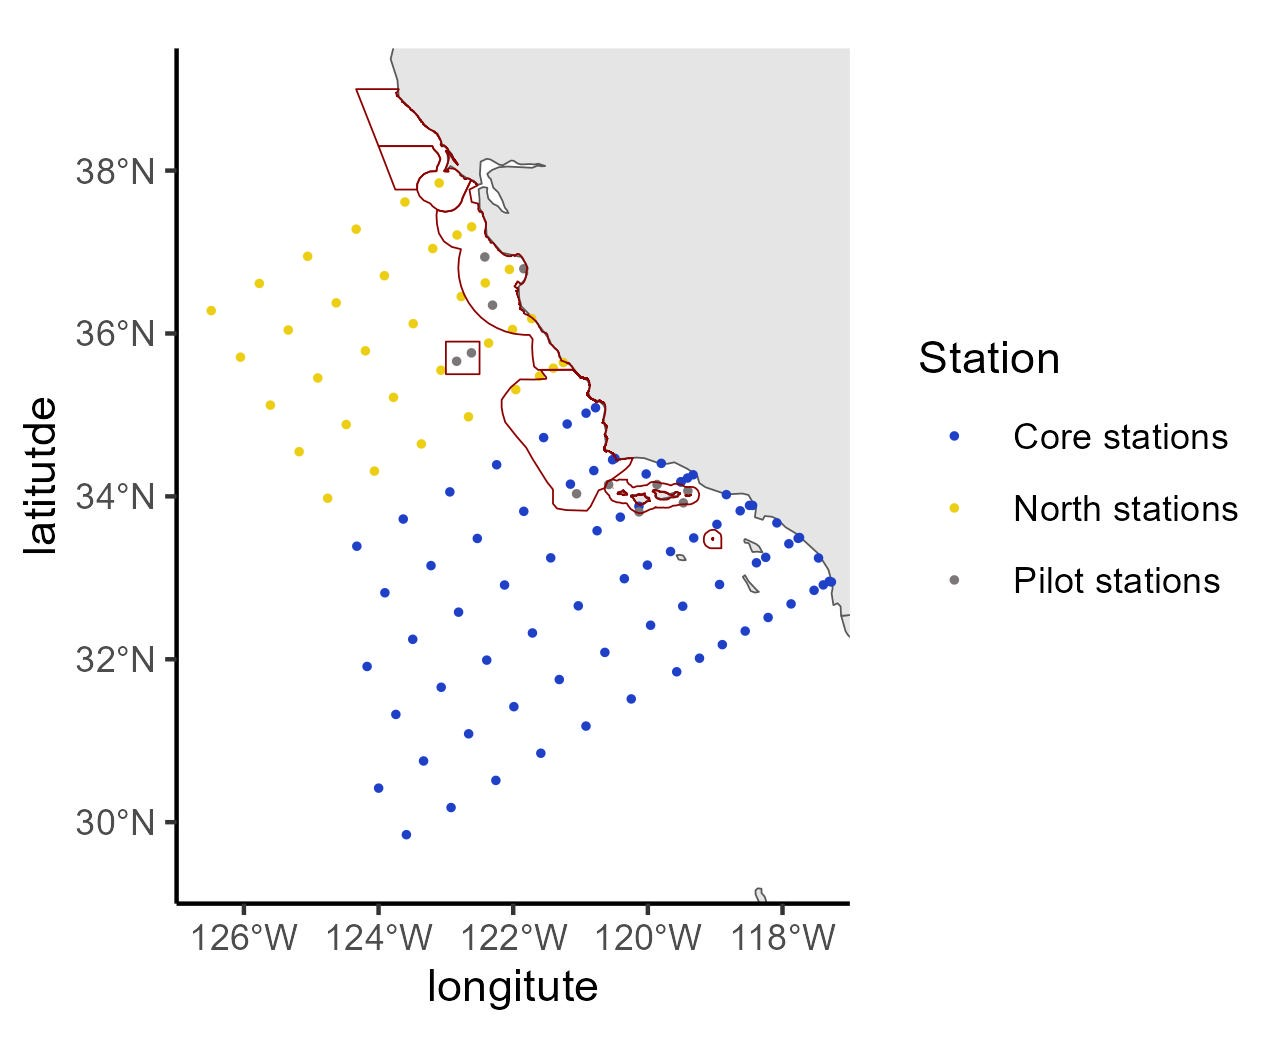 38°N
36°N
34°N
32°N
30°N
latitutde
126°W 124°W 122°W 120°W 118°W
longitute
Station
Core stations
North stations
Pilot stations